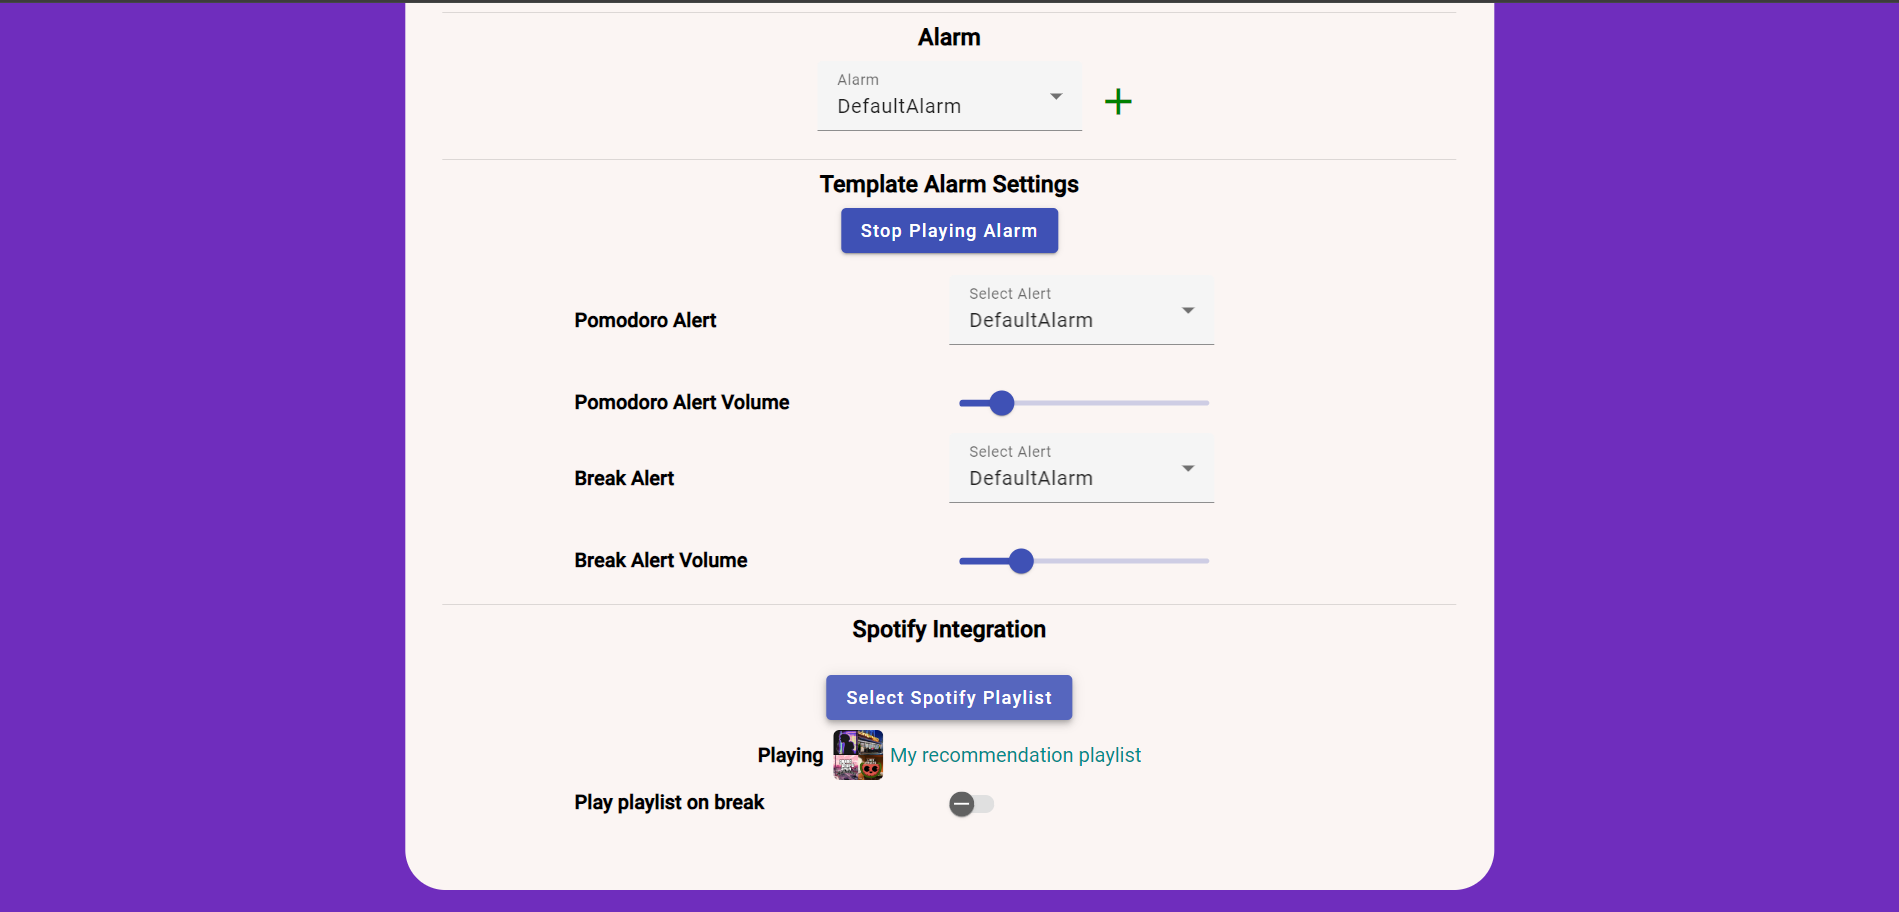 Alarm
Alarm
DefaultAlarm
Template Alarm Settings
Stop Playing Alarm
Select Alert
Pomodoro Alert
DefaultAlarm
Pomodoro Alert Volume
Select Alert
Break Alert
DefaultAlarm
Break Alert Volume
Spotify Integration
Select Spotify Playlist
Playing My recommendation playlist
Play playlist on break